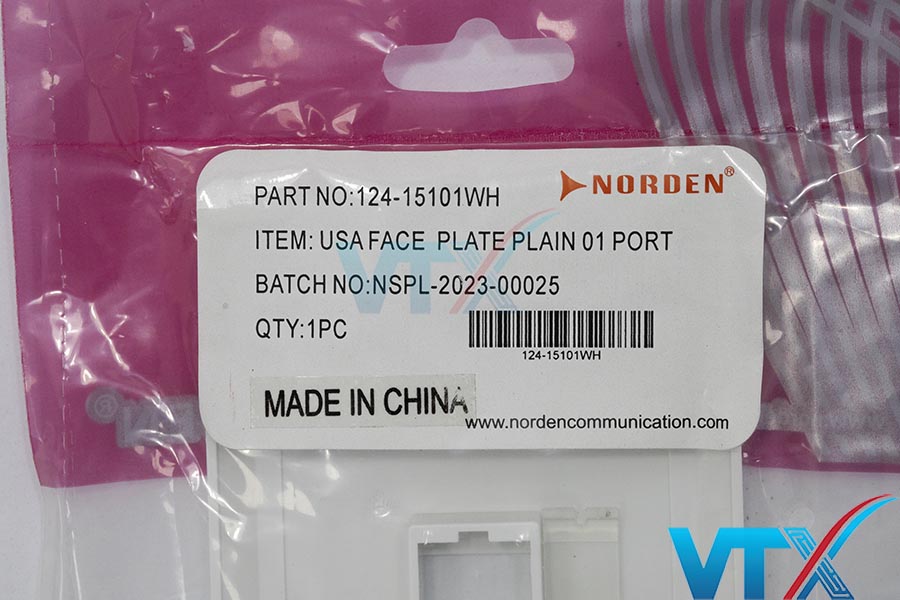 NORDEN®
PART NO:124-15101WH
ITEM: USA FACE PLATE PLAIN 01 PORT
BATCH NO:NSPL-2023-00025
QTY:1PC
124-15101WH
MADE IN CHINA
www.nordencommunication.com
VTX
VTX